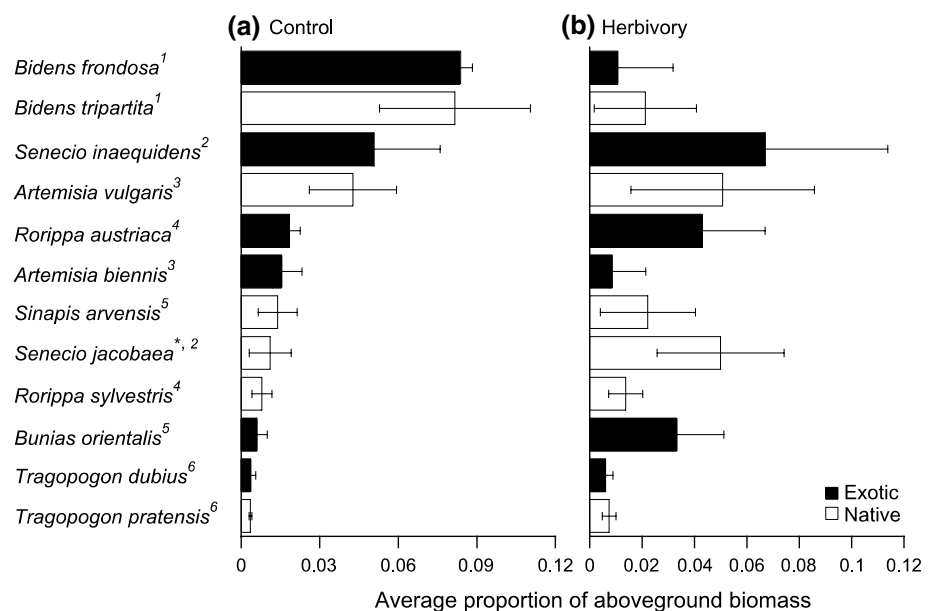 (a) Control
(b) Herbivory
Bidens frondosa1
Bidens tripartita1
Senecio inaequidens2
Artemisia vulgaris3
Rorippa austriaca4
Artemisia biennis3
Sinapis arvensis5
Senecio jacobaea*, 2
Rorippa sylvestris4
Bunias orientalis5
Tragopogon dubius6
Tragopogon pratensis6
Exotic
Native
0 0.03 0.06 0.09 0.12
0 0.02 0.04 0.06 0.08 0.1 0.12
Average proportion of aboveground biomass